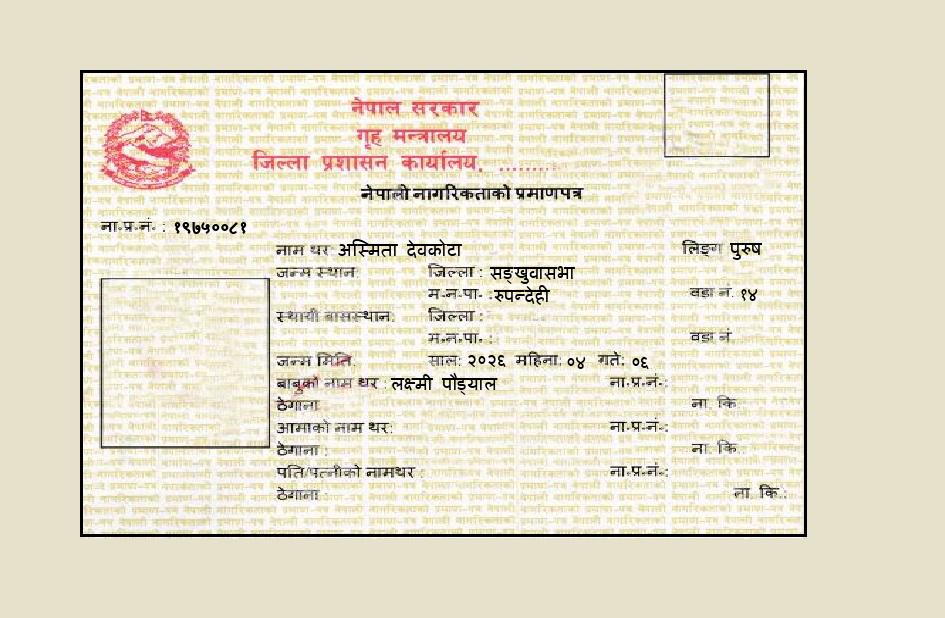 नेपाल सरकार
गृह मन्त्रालय
जिल्ला प्रशासन कार्यालय, .........
नेपाली नागरिकताको प्रमाणपत्र
ना.प्र.नं. : १९७५००८१
नाम थर: अस्मिता देवकोटा लिङ्ग पुरुष
जन्म स्थान: जिल्ला : सङ्खुवासभा
म.न.पा. :रुपन्देही वडा नं. १४
स्थायी बासस्थान: जिल्ला :
म.न.पा. : वडा नं
जन्म मिति: साल: २०२६ महिना: ०४ गते: ०६
बाबुको नाम थर : लक्ष्मी पौड्याल ना.प्र.नं.:
ठेगाना ना. कि.
आमाको नाम थर: ना.प्र.नं.:
ठेगाना : ना. कि.
पति/पत्नीको नामथर : ना.प्र.नं.:
ठेगाना : ना. कि.: